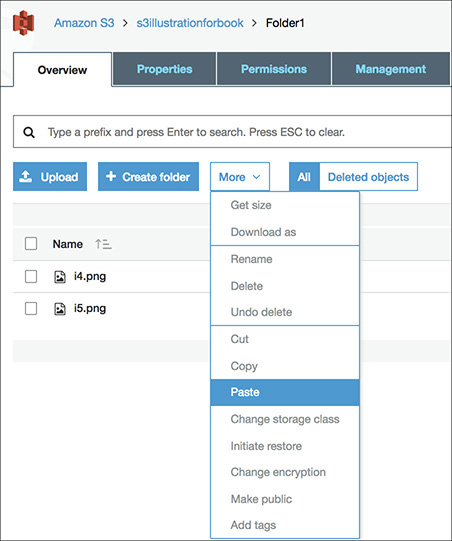 Amazon S3 > s3illustrationforbook > Folder1
Overview Properties Permissions Management
Type a prefix and press Enter to search. Press ESC to clear.
Upload + Create folder More All Deleted objects
Get size
Download as
Name
Rename
i4.png
Delete
i5.png
Undo delete
Cut
Copy
Paste
Change storage class
Initiate restore
Change encryption
Make public
Add tags